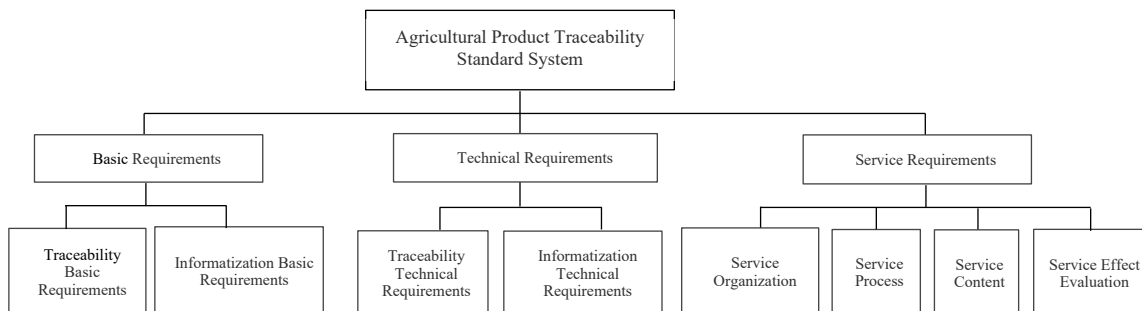 Agricultural Product Traceability
Standard System
Basic Requirements
Technical Requirements
Service Requirements
Traceability
Basic
Requirements
Informatization Basic
Requirements
Traceability
Technical
Requirements
Informatization
Technical
Requirements
Service
Organization
Service
Process
Service
Content
Service Effect
Evaluation